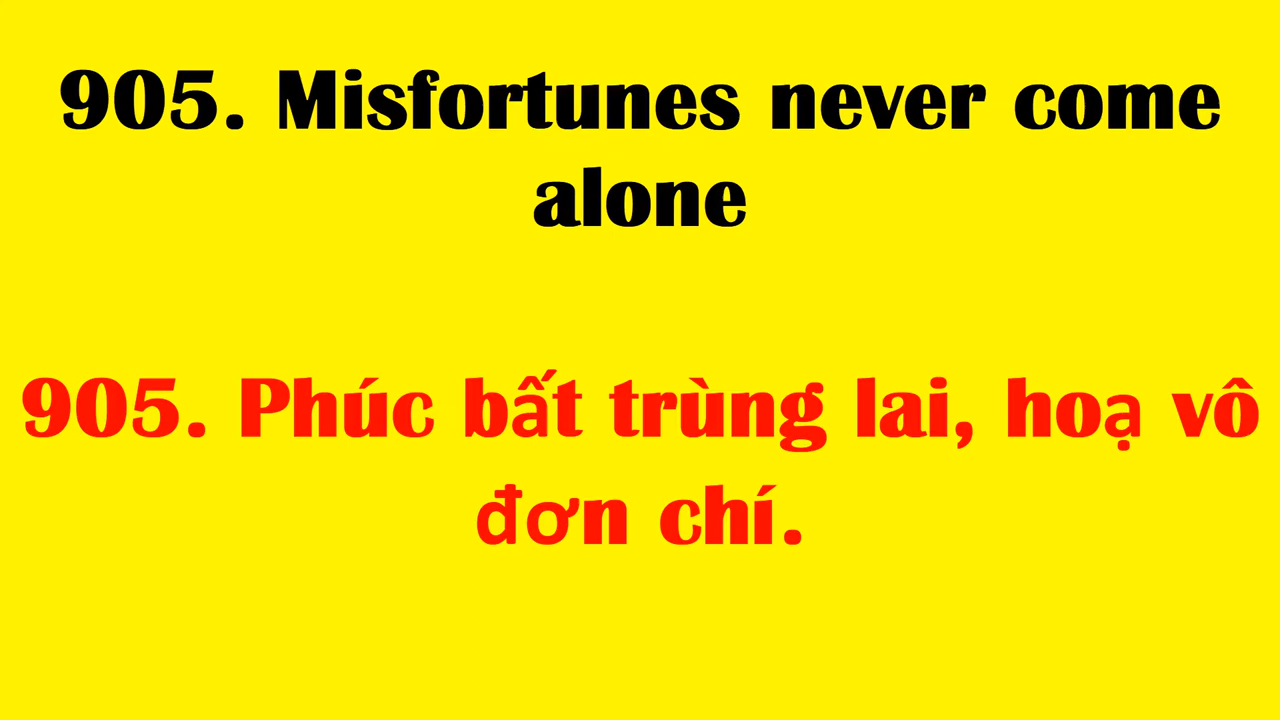 905. Misfortunes never come
alone
905. Phúc bất trùng lai, hoạ vô
đơn chí.